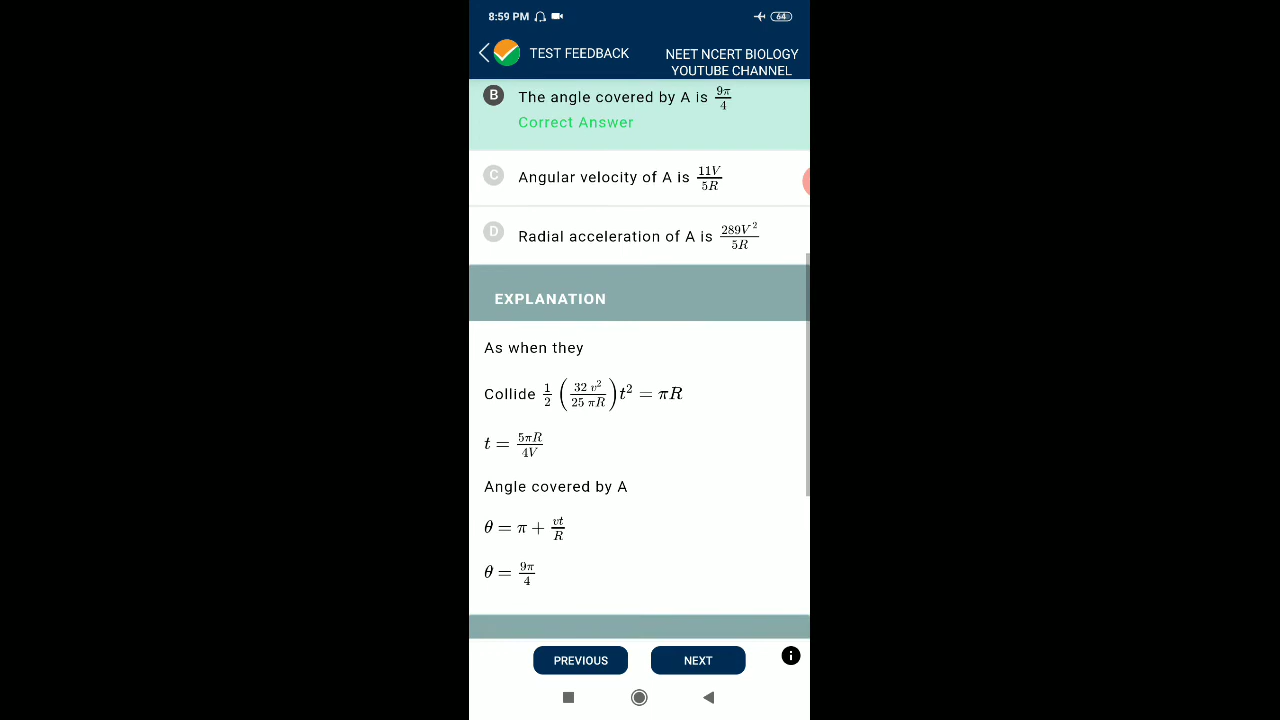 8:59 PM 64
TEST FEEDBACK
NEET NCERT BIOLOGY
YOUTUBE CHANNEL
B The angle covered by A is 9π/4
Correct Answer
C Angular velocity of A is 11V/5R
D Radial acceleration of A is 289V²/5R
EXPLANATION
As when they
Collide 1/2 (32 v²/25 πR) t² = πR
t = 5πR/4V
Angle covered by A
θ = π + vt/R
θ = 9π/4
PREVIOUS NEXT i